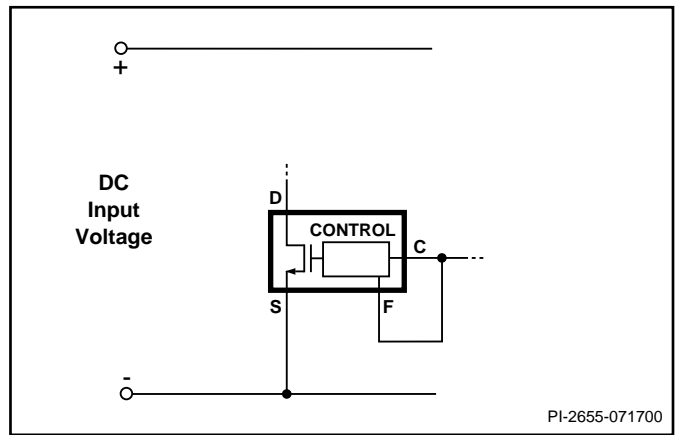 +
DC
Input
Voltage
D
CONTROL
C
S
F
-
PI-2655-071700